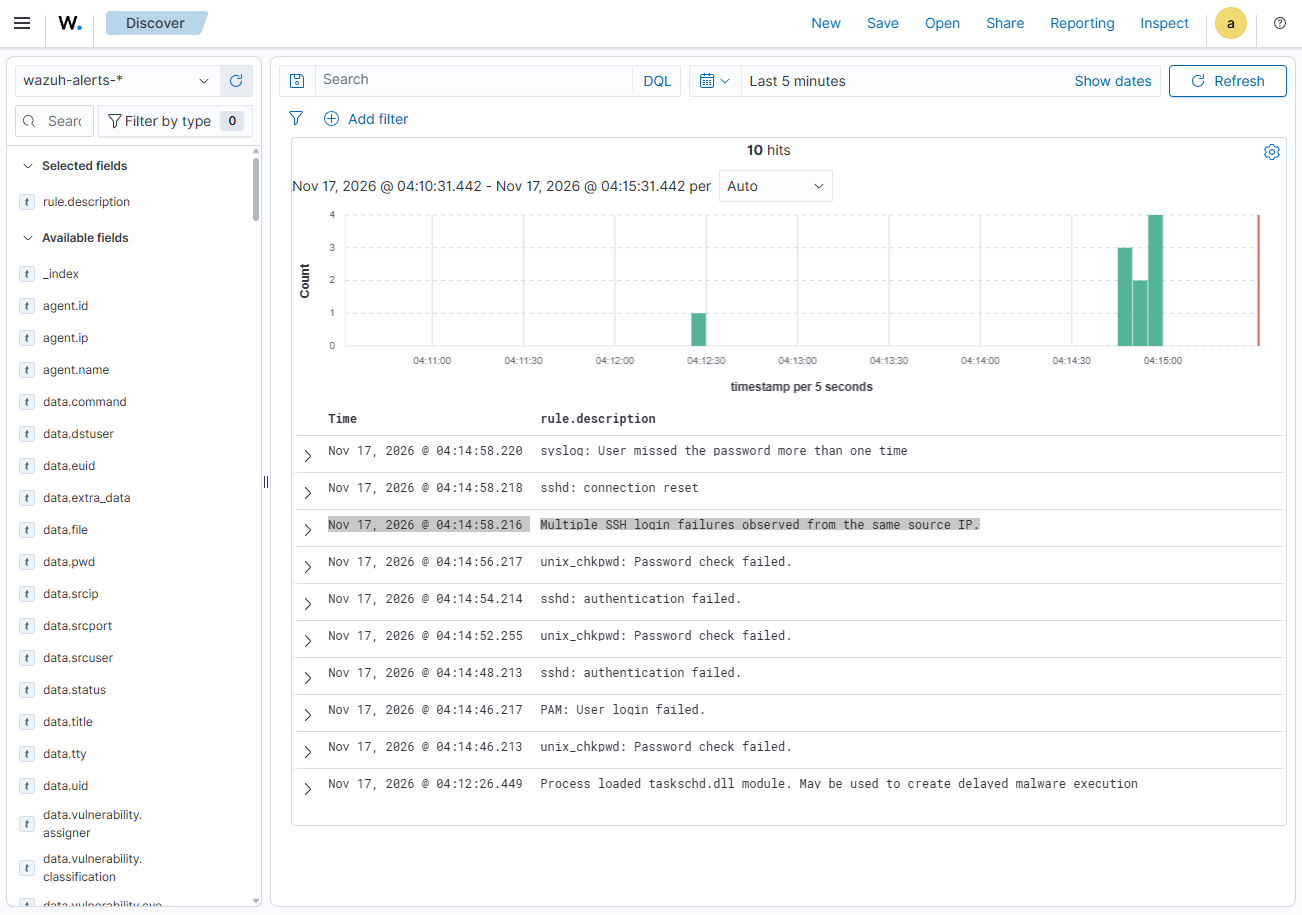 W. Discover New Save Open Share Reporting Inspect a
wazuh-alerts-*
Search DQL Last 5 minutes Show dates Refresh
Filter by type 0
Add filter
Selected fields
t rule.description
Available fields
t _index
t agent.id
t agent.ip
t agent.name
t data.command
t data.dstuser
t data.euid
t data.extra_data
t data.file
t data.pwd
t data.srcip
t data.srcport
t data.srcuser
t data.status
t data.title
t data.tty
t data.uid
t data.vulnerability.
assigner
t data.vulnerability.
classification
10 hits
Nov 17, 2026 @ 04:10:31.442 - Nov 17, 2026 @ 04:15:31.442 per Auto
Count
4
3
2
1
0
04:11:00 04:11:30 04:12:00 04:12:30 04:13:00 04:13:30 04:14:00 04:14:30 04:15:00
timestamp per 5 seconds
Time rule.description
Nov 17, 2026 @ 04:14:58.220 syslog: User missed the password more than one time
Nov 17, 2026 @ 04:14:58.218 sshd: connection reset
Nov 17, 2026 @ 04:14:58.216 Multiple SSH login failures observed from the same source IP.
Nov 17, 2026 @ 04:14:56.217 unix_chkpwd: Password check failed.
Nov 17, 2026 @ 04:14:54.214 sshd: authentication failed.
Nov 17, 2026 @ 04:14:52.255 unix_chkpwd: Password check failed.
Nov 17, 2026 @ 04:14:48.213 sshd: authentication failed.
Nov 17, 2026 @ 04:14:46.217 PAM: User login failed.
Nov 17, 2026 @ 04:14:46.213 unix_chkpwd: Password check failed.
Nov 17, 2026 @ 04:12:26.449 Process loaded taskschd.dll module. May be used to create delayed malware execution